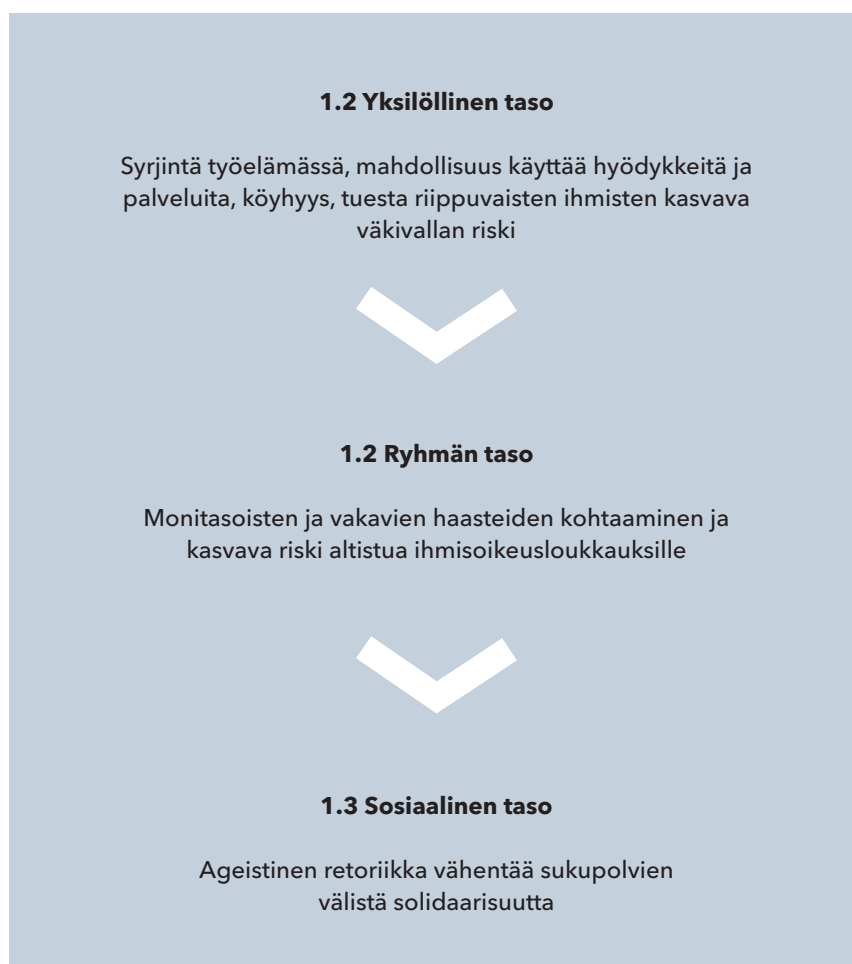 1.2 Yksilöllinen taso
Syrjintä työelämässä, mahdollisuus käyttää hyödykkeitä ja
palveluita, köyhyys, tuesta riippuvaisten ihmisten kasvava
väkivallan riski
1.2 Ryhmän taso
Monitasoisten ja vakavien haasteiden kohtaaminen ja
kasvava riski altistua ihmisoikeusloukkauksille
1.3 Sosiaalinen taso
Ageistinen retoriikka vähentää sukupolvien
välistä solidaarisuutta